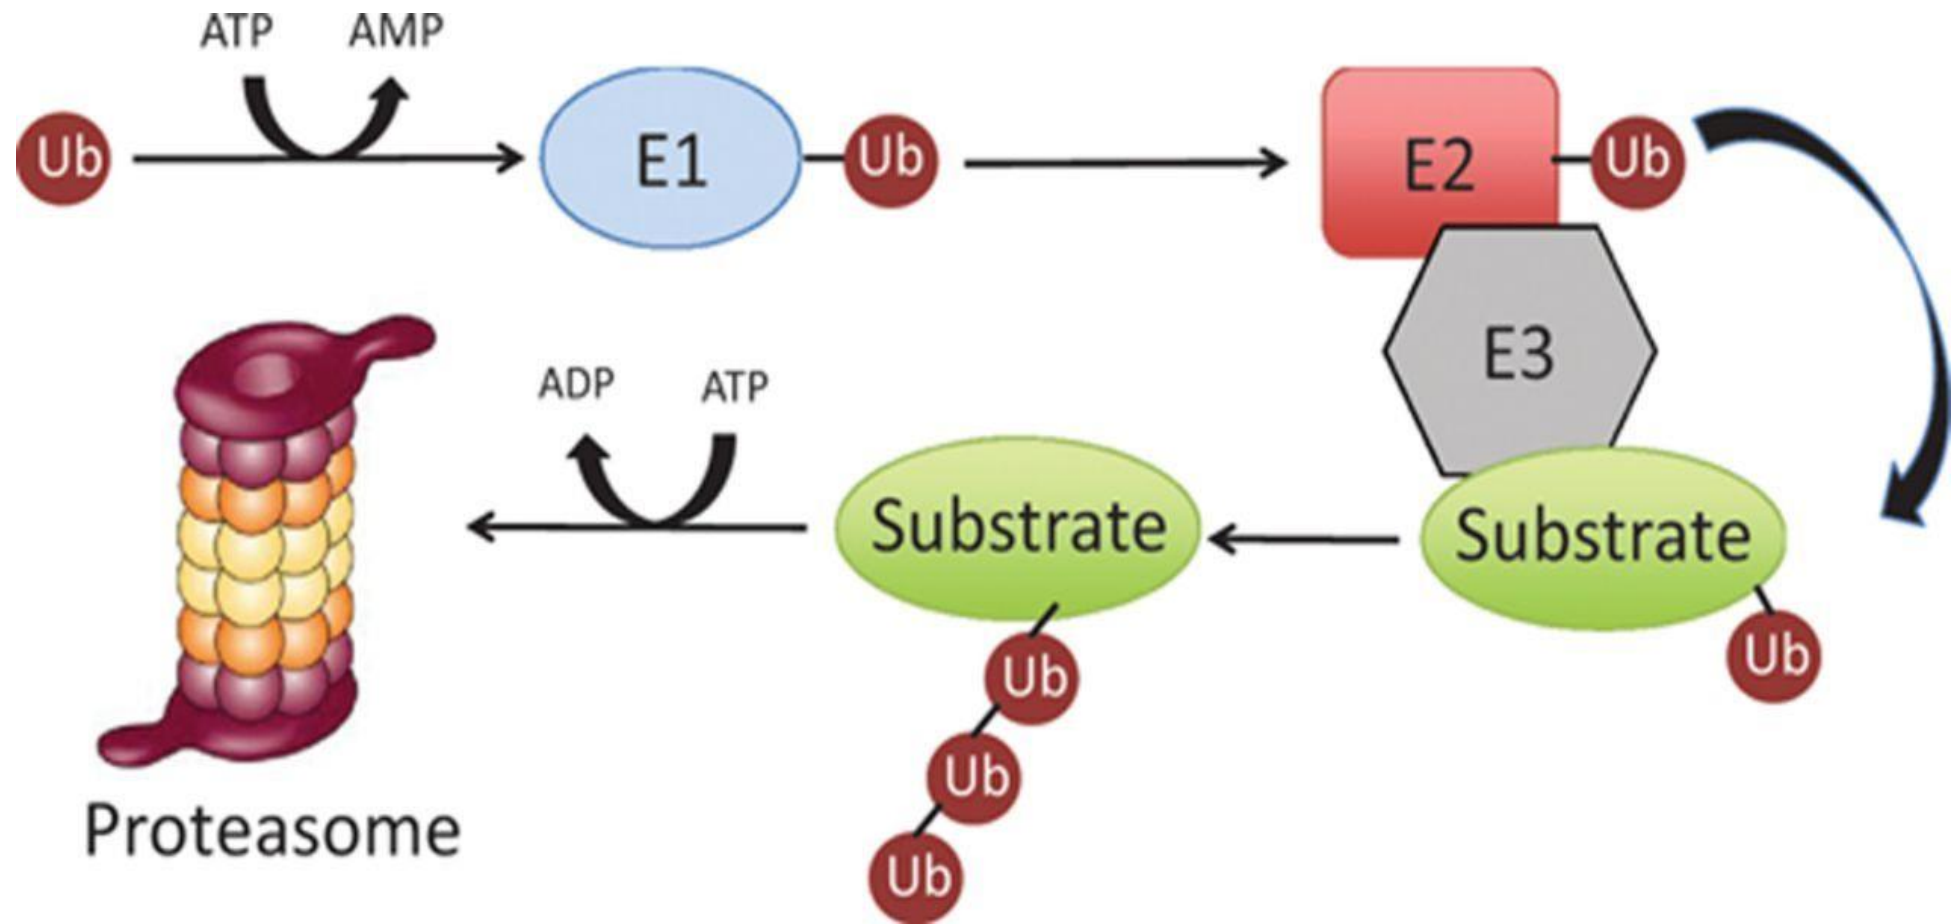 ATP AMP
Ub E1 Ub E2 Ub
E3
ADP ATP
Substrate Substrate
Ub Ub
Ub
Ub
Proteasome